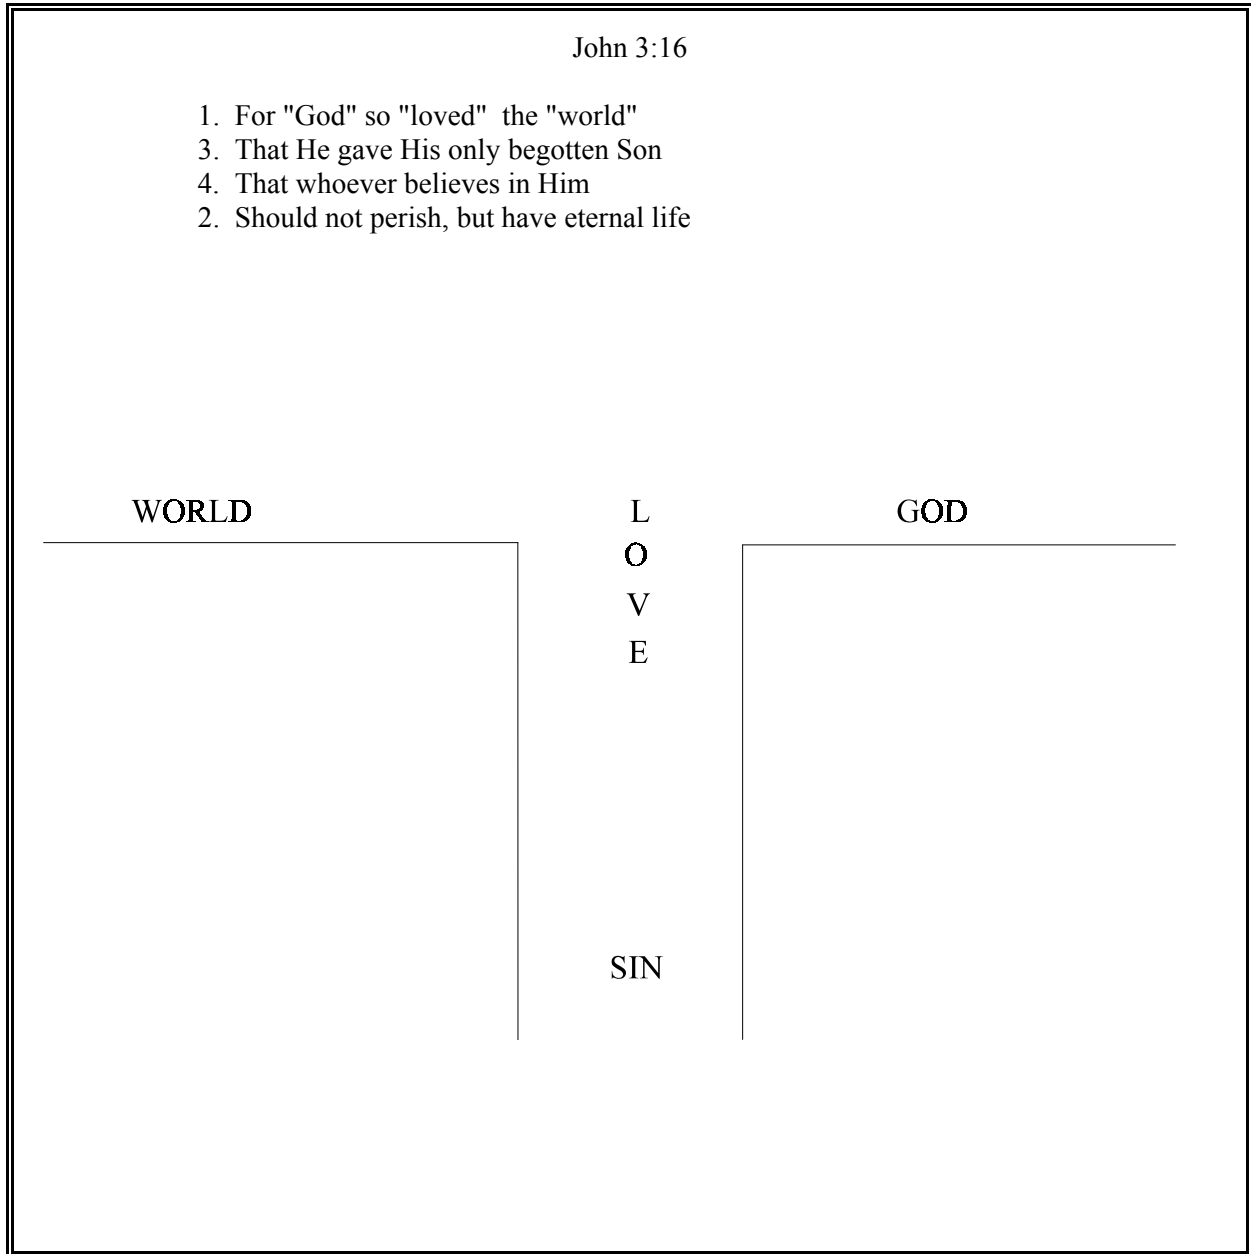 John 3:16
1. For "God" so "loved"  the "world"
3. That He gave His only begotten Son
4. That whoever believes in Him
2. Should not perish, but have eternal life
WORLD
L
O
V
E
GOD
SIN